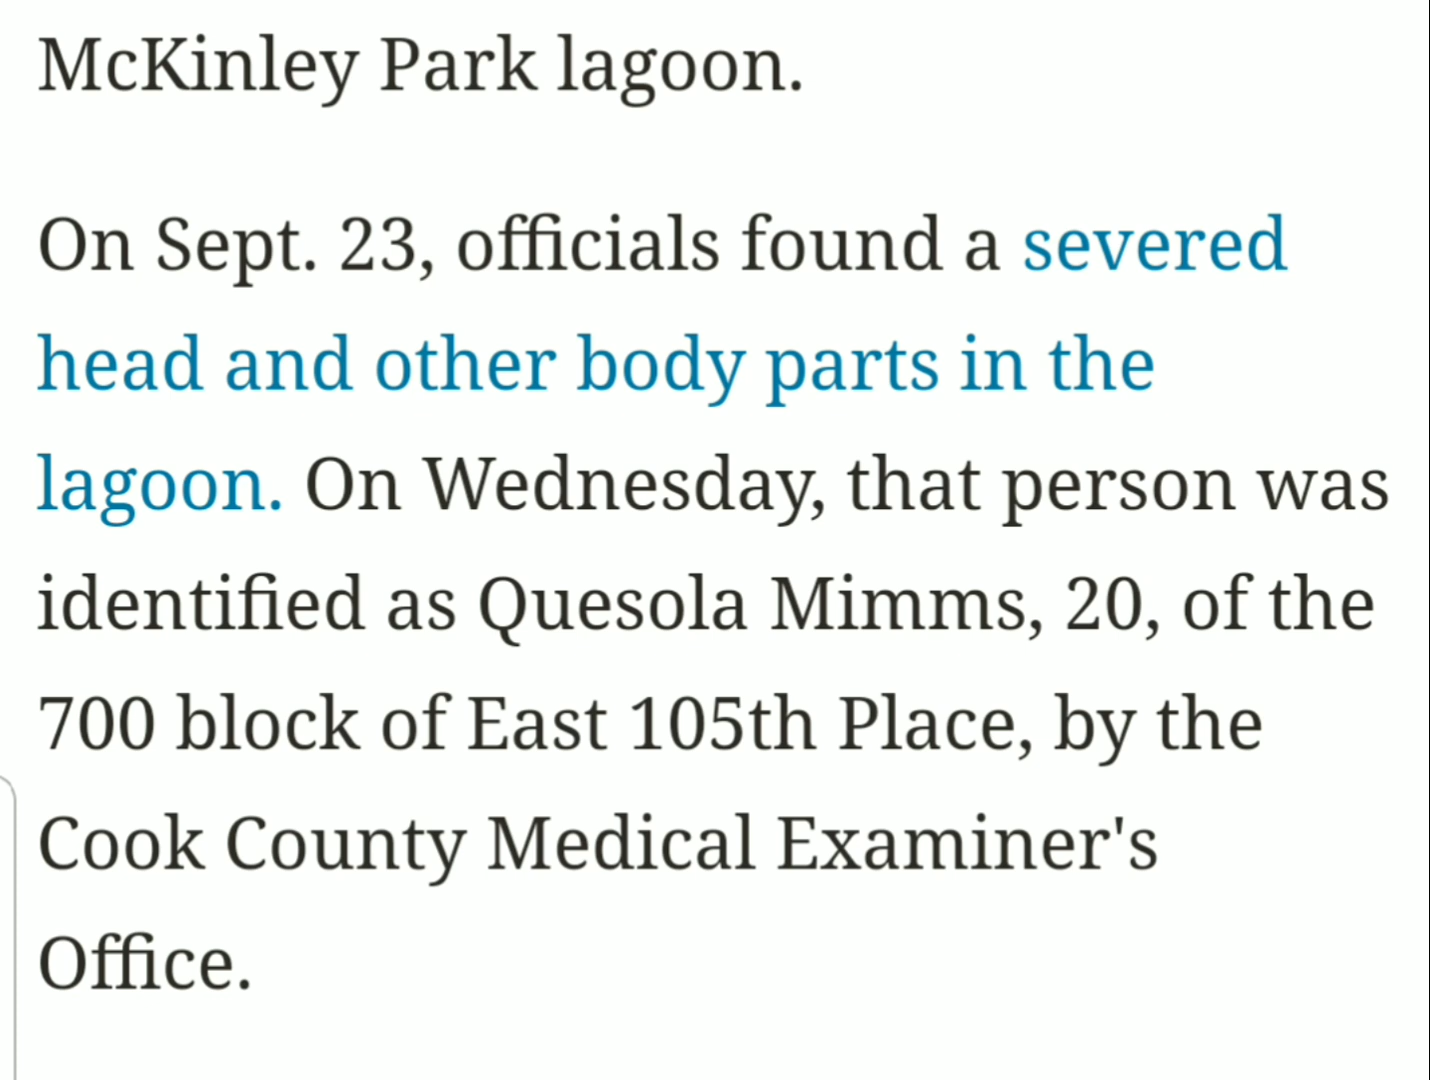 McKinley Park lagoon.
On Sept. 23, officials found a severed
head and other body parts in the
lagoon. On Wednesday, that person was
identified as Quesola Mimms, 20, of the
700 block of East 105th Place, by the
Cook County Medical Examiner's
Office.